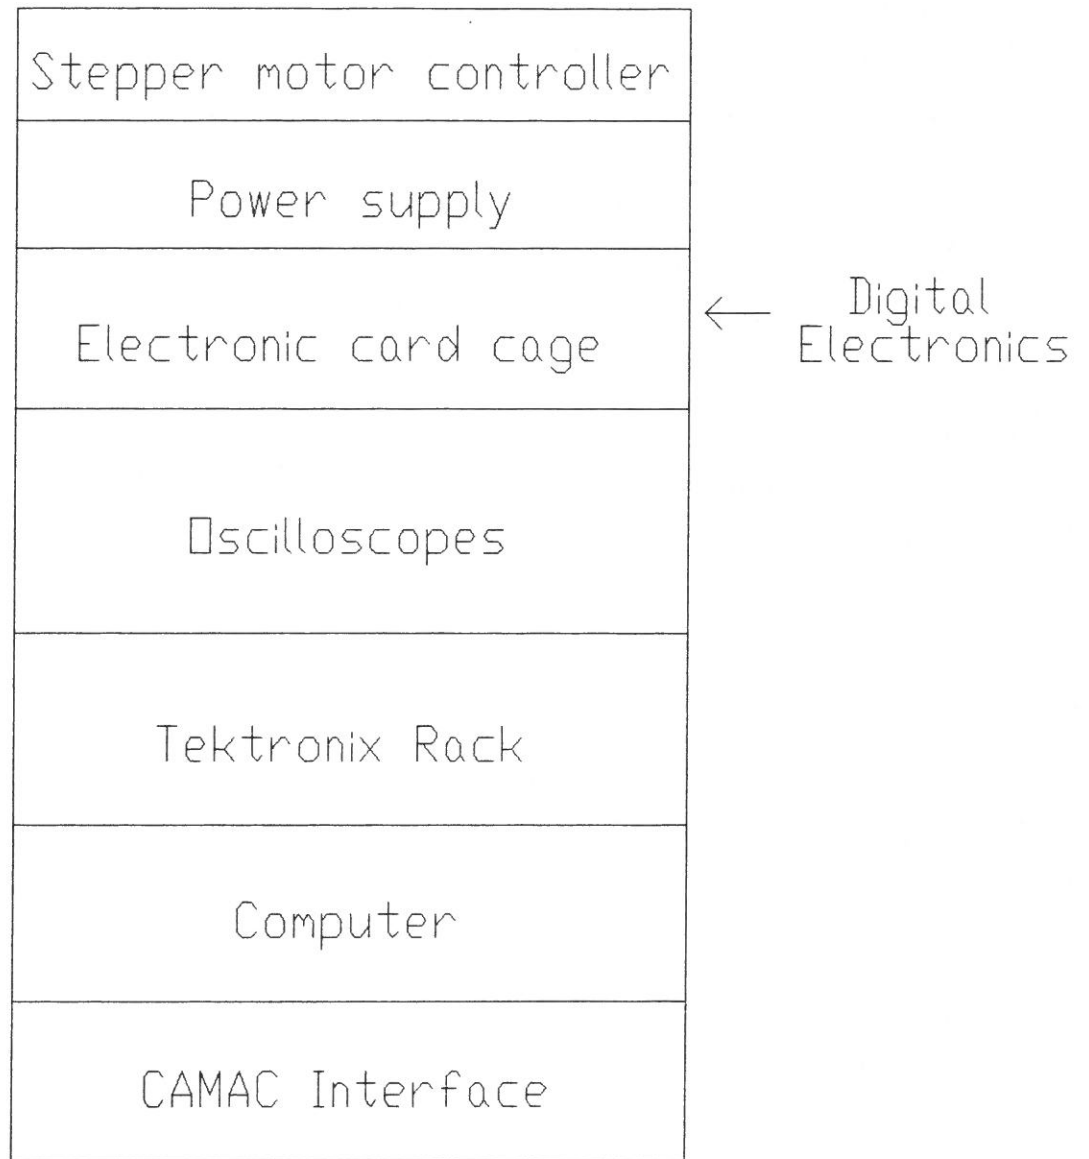 Stepper motor controller
Power supply
Electronic card cage
Digital
Electronics
Oscilloscopes
Tektronix Rack
Computer
CAMAC Interface